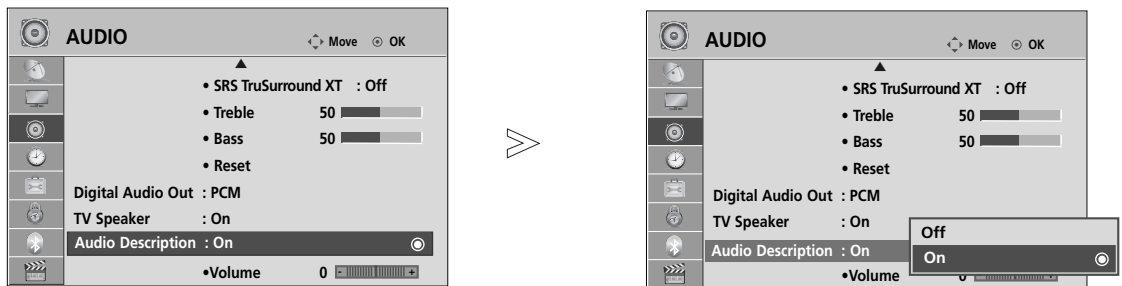 AUDIO
Move OK
• SRS TruSurround XT : Off
• Treble 50
• Bass 50
• Reset
Digital Audio Out : PCM
TV Speaker : On
Audio Description : On
•Volume 0 - +
AUDIO
Move OK
• SRS TruSurround XT : Off
• Treble 50
• Bass 50
• Reset
Digital Audio Out : PCM
TV Speaker : On
Audio Description : On
•Volume 0
Off
On